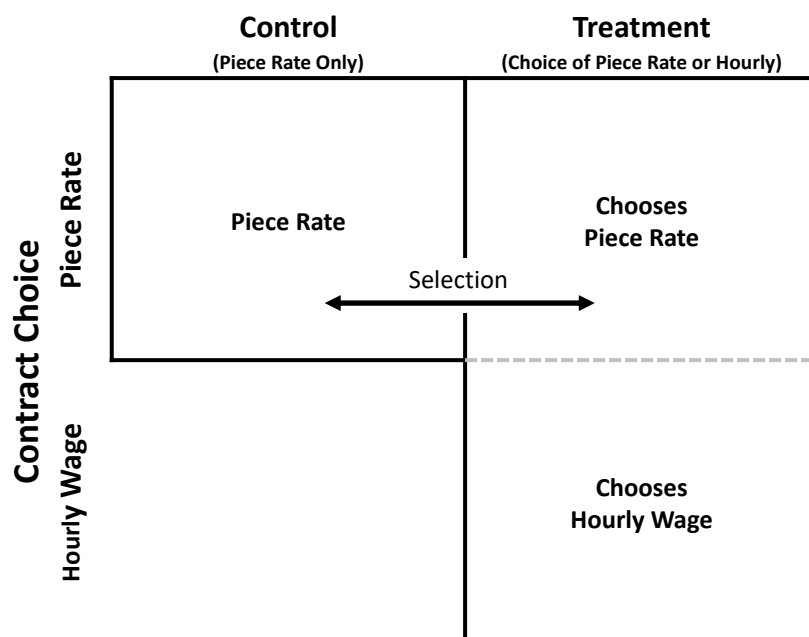 Control
(Piece Rate Only)
Treatment
(Choice of Piece Rate or Hourly)
Contract Choice
Piece Rate
Piece Rate
Chooses
Piece Rate
Selection
Hourly Wage
Chooses
Hourly Wage